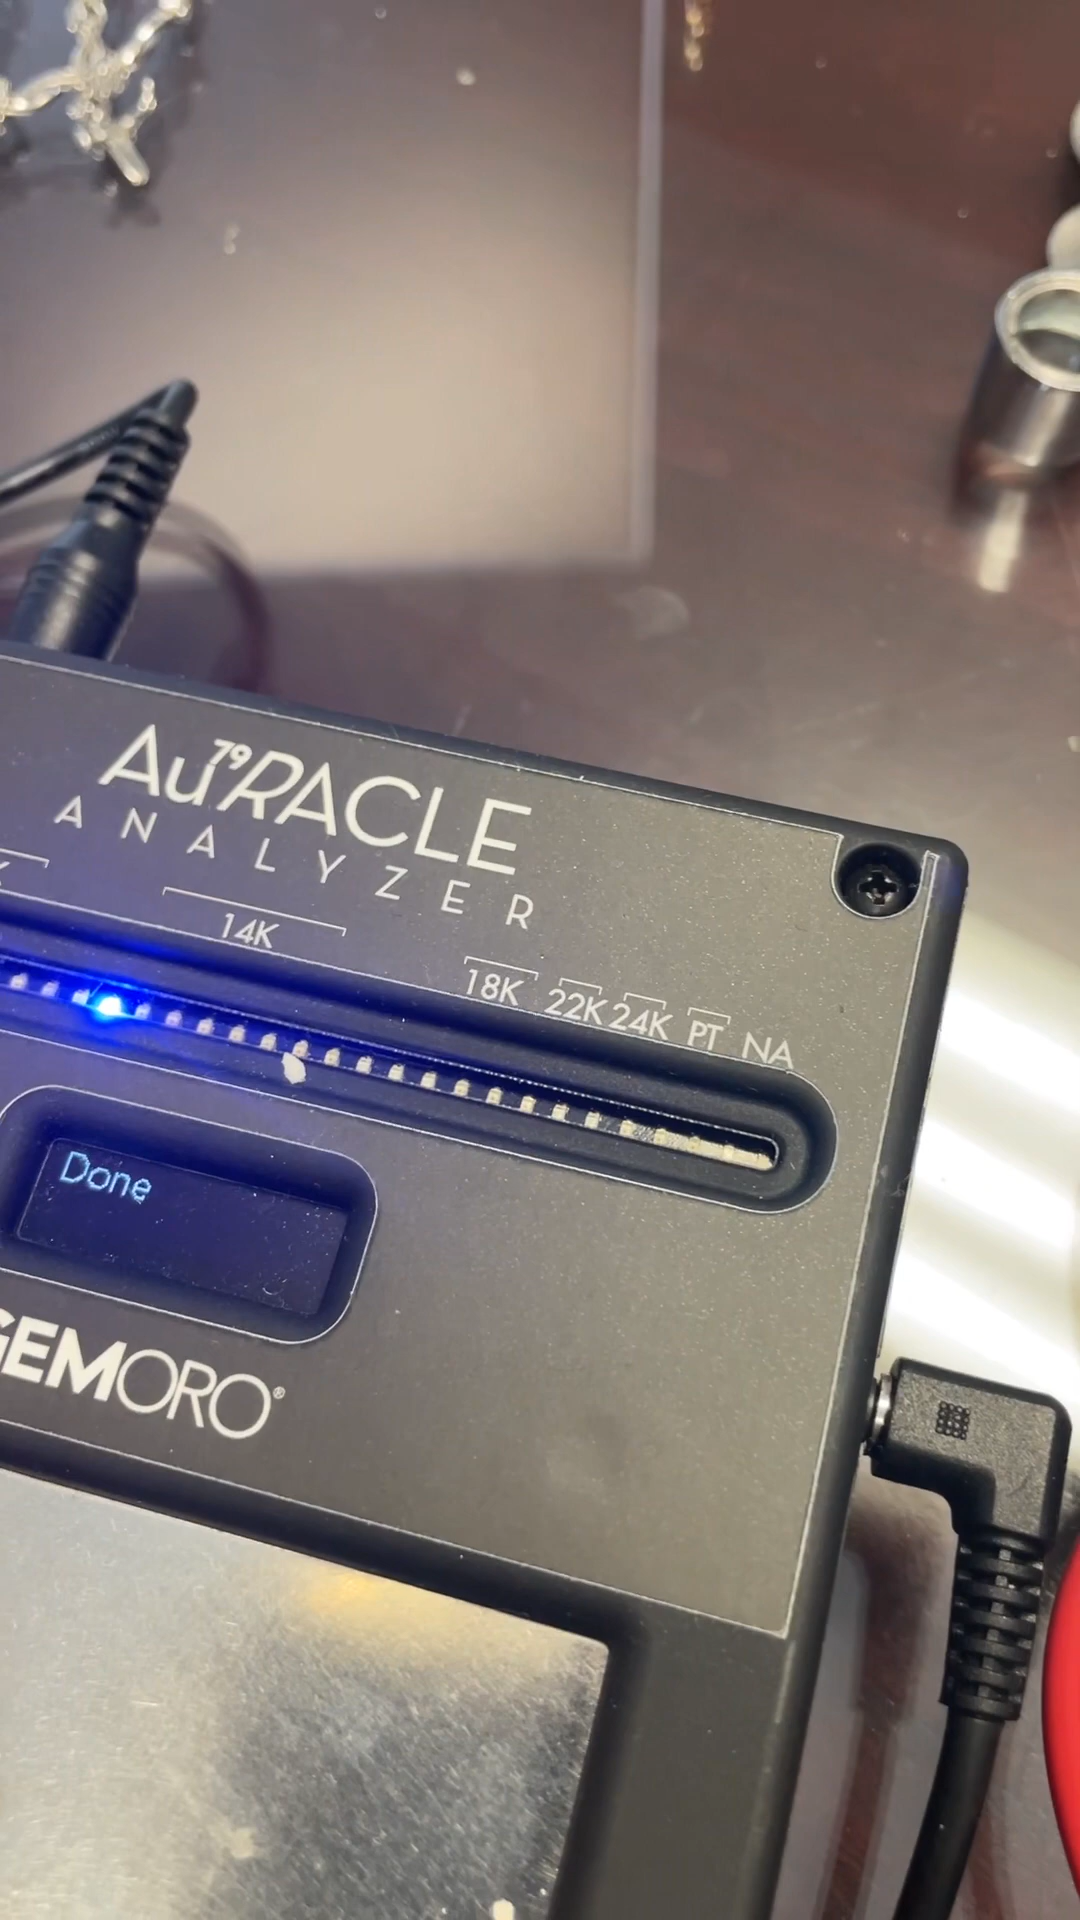 Au79RACLE
ANALYZER
14K
18K 22K 24K PT NA
Done
GEMORO®